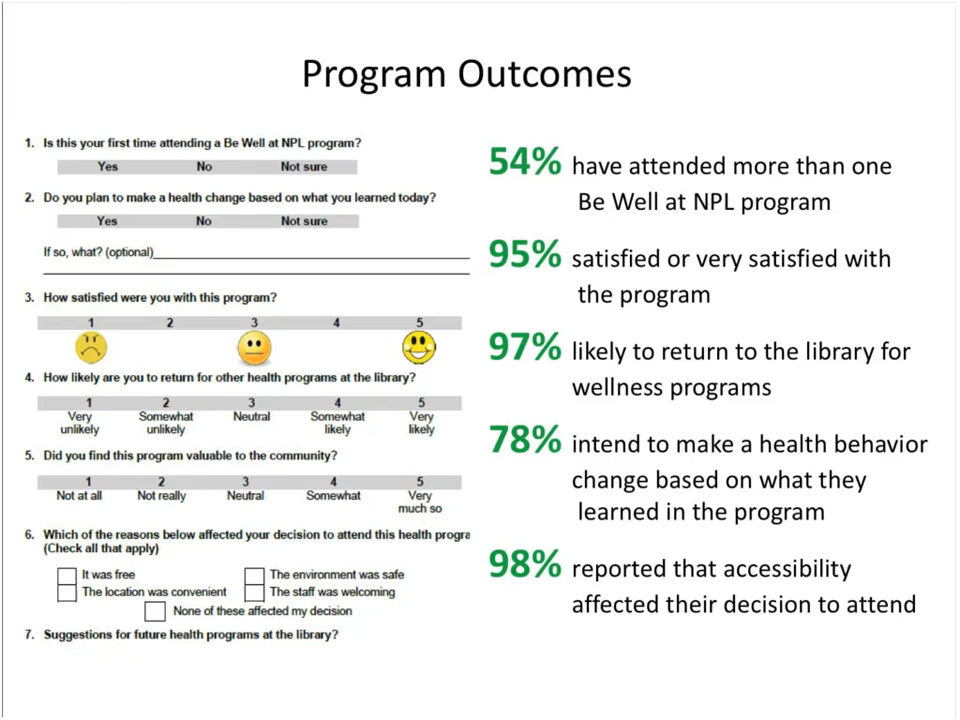 Program Outcomes
1. Is this your first time attending a Be Well at NPL program?
Yes No Not sure
2. Do you plan to make a health change based on what you learned today?
Yes No Not sure
If so, what? (optional)
3. How satisfied were you with this program?
1 2 3 4 5
4. How likely are you to return for other health programs at the library?
1 2 3 4 5
Very Somewhat Neutral Somewhat Very
unlikely unlikely likely likely
5. Did you find this program valuable to the community?
1 2 3 4 5
Not at all Not really Neutral Somewhat Very
much so
6. Which of the reasons below affected your decision to attend this health progra
(Check all that apply)
It was free The environment was safe
The location was convenient The staff was welcoming
None of these affected my decision
7. Suggestions for future health programs at the library?
54% have attended more than one
Be Well at NPL program
95% satisfied or very satisfied with
the program
97% likely to return to the library for
wellness programs
78% intend to make a health behavior
change based on what they
learned in the program
98% reported that accessibility
affected their decision to attend